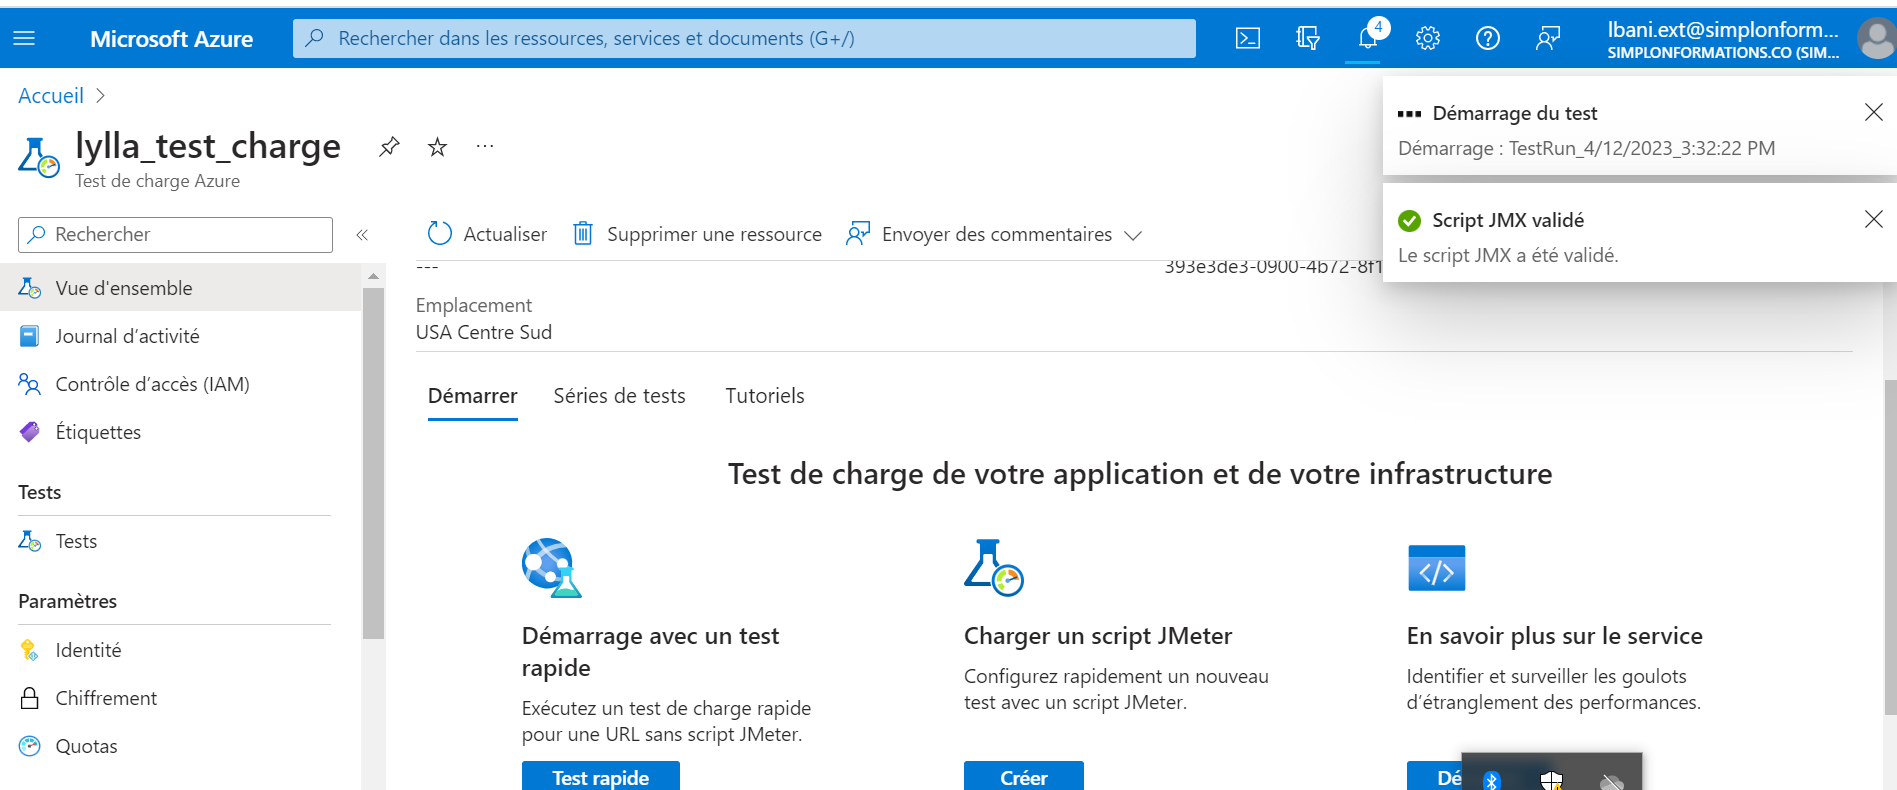 Microsoft Azure
Rechercher dans les ressources, services et documents (G+/)
4
lbani.ext@simplonform...
SIMPLONFORMATIONS.CO (SIM...
Accueil
lylla_test_charge
Test de charge Azure
Démarrage du test
Démarrage : TestRun_4/12/2023_3:32:22 PM
Script JMX validé
Le script JMX a été validé.
Rechercher
Actualiser
Supprimer une ressource
Envoyer des commentaires
---
393e3de3-0900-4b72-8f1
Emplacement
USA Centre Sud
Vue d'ensemble
Journal d’activité
Contrôle d’accès (IAM)
Étiquettes
Tests
Tests
Paramètres
Identité
Chiffrement
Quotas
Démarrer
Séries de tests
Tutoriels
Test de charge de votre application et de votre infrastructure
Démarrage avec un test
rapide
Exécutez un test de charge rapide
pour une URL sans script JMeter.
Test rapide
Charger un script JMeter
Configurez rapidement un nouveau
test avec un script JMeter.
Créer
En savoir plus sur le service
Identifier et surveiller les goulots
d’étranglement des performances.
Dé